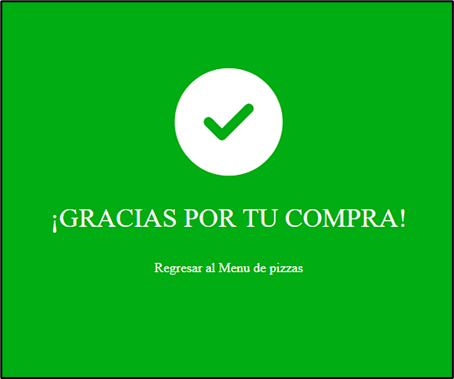 ¡GRACIAS POR TU COMPRA!
Regresar al Menu de pizzas